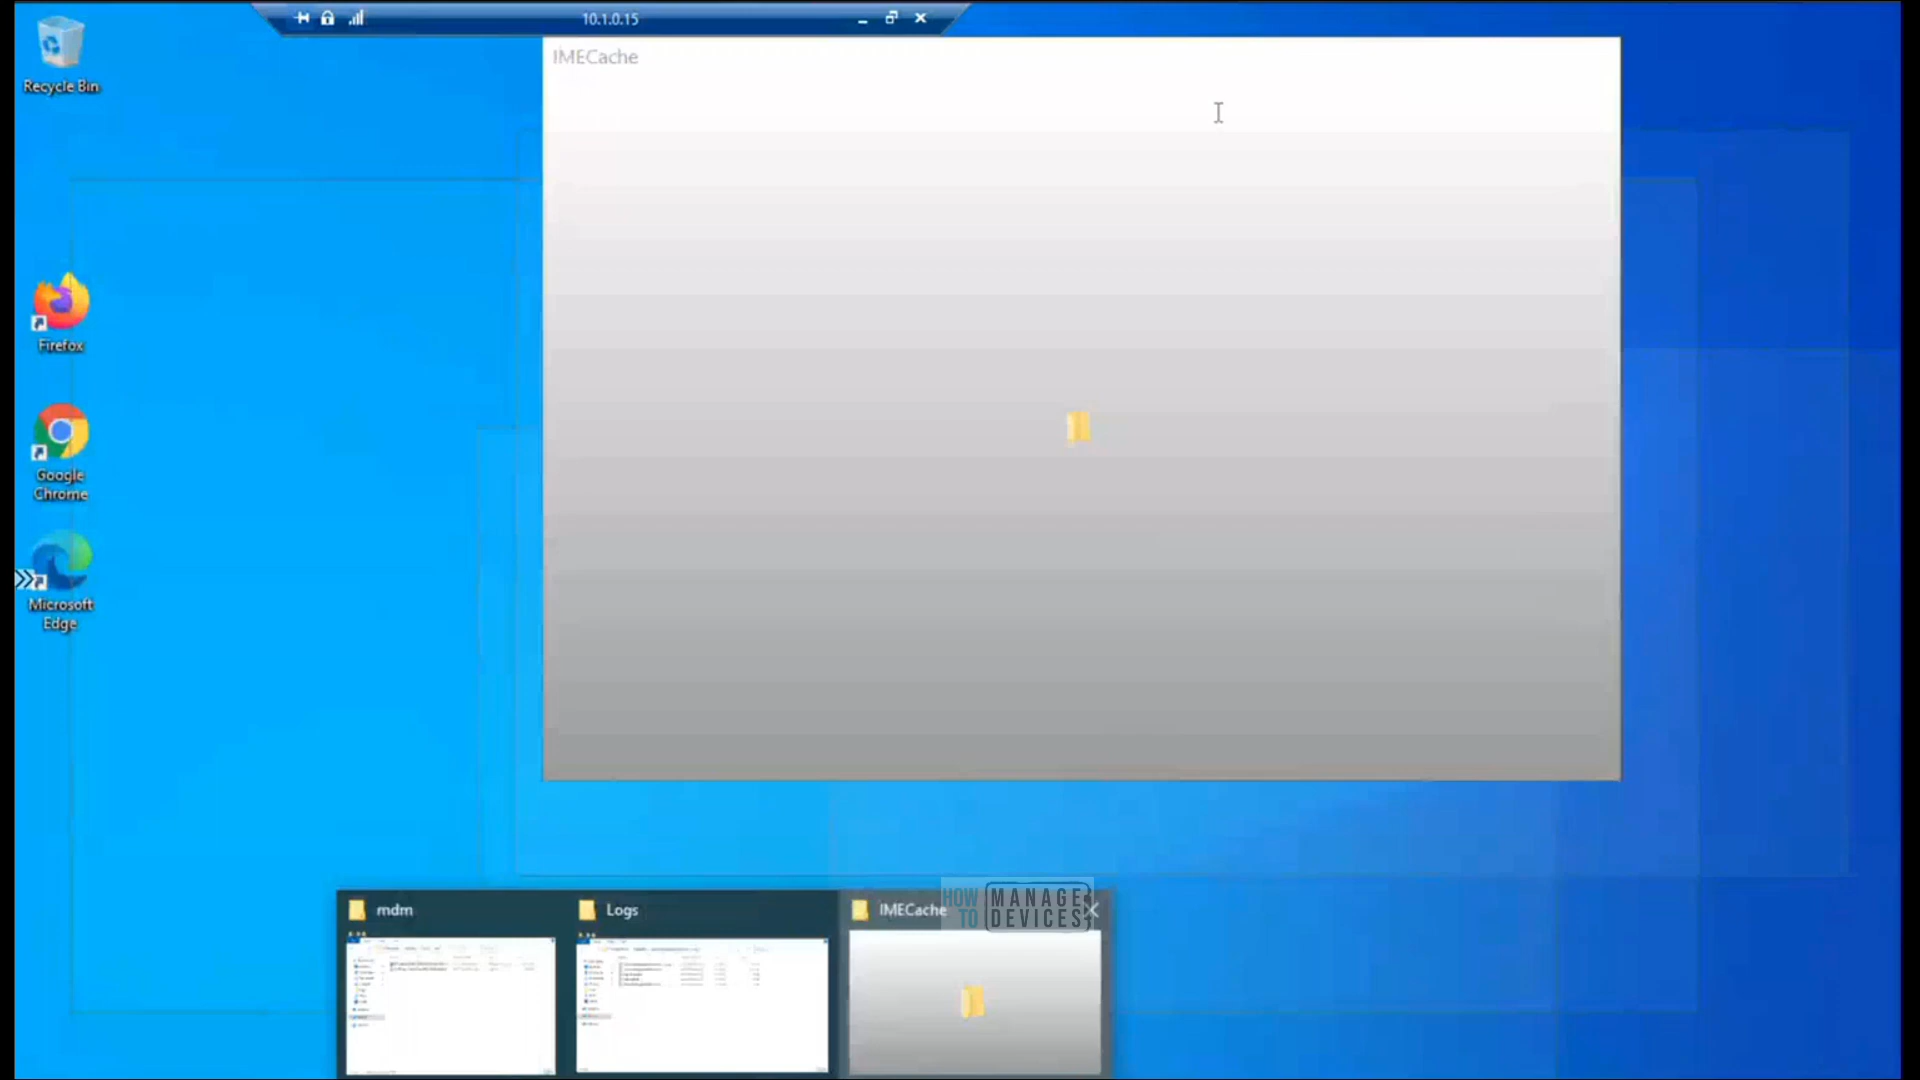 10.1.0.15
Recycle Bin
IMECache
Firefox
Google
Chrome
Microsoft
Edge
mdm
Logs
IMECache
HOW
TO
MANAGE
DEVICES